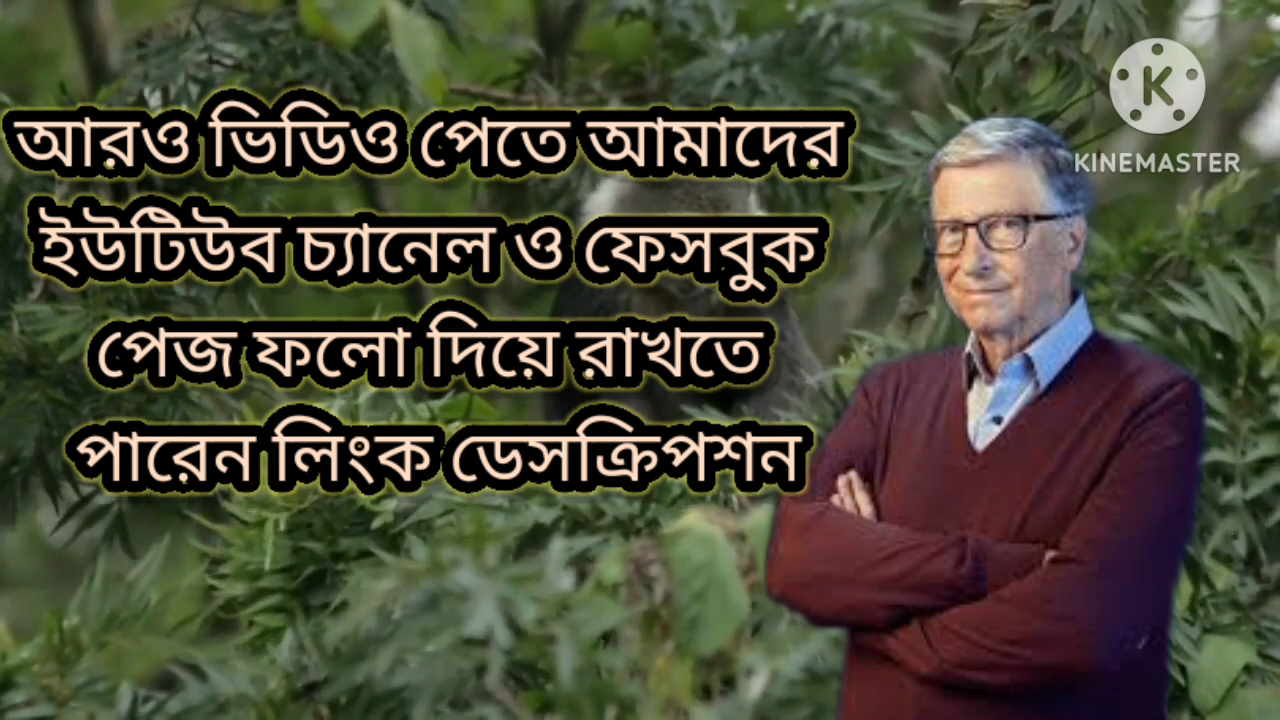 আরও ভিডিও পেতে আমাদের
ইউটিউব চ্যানেল ও ফেসবুক
পেজ ফলো দিয়ে রাখতে
পারেন লিংক ডেসক্রিপশন
K
KINEMASTER